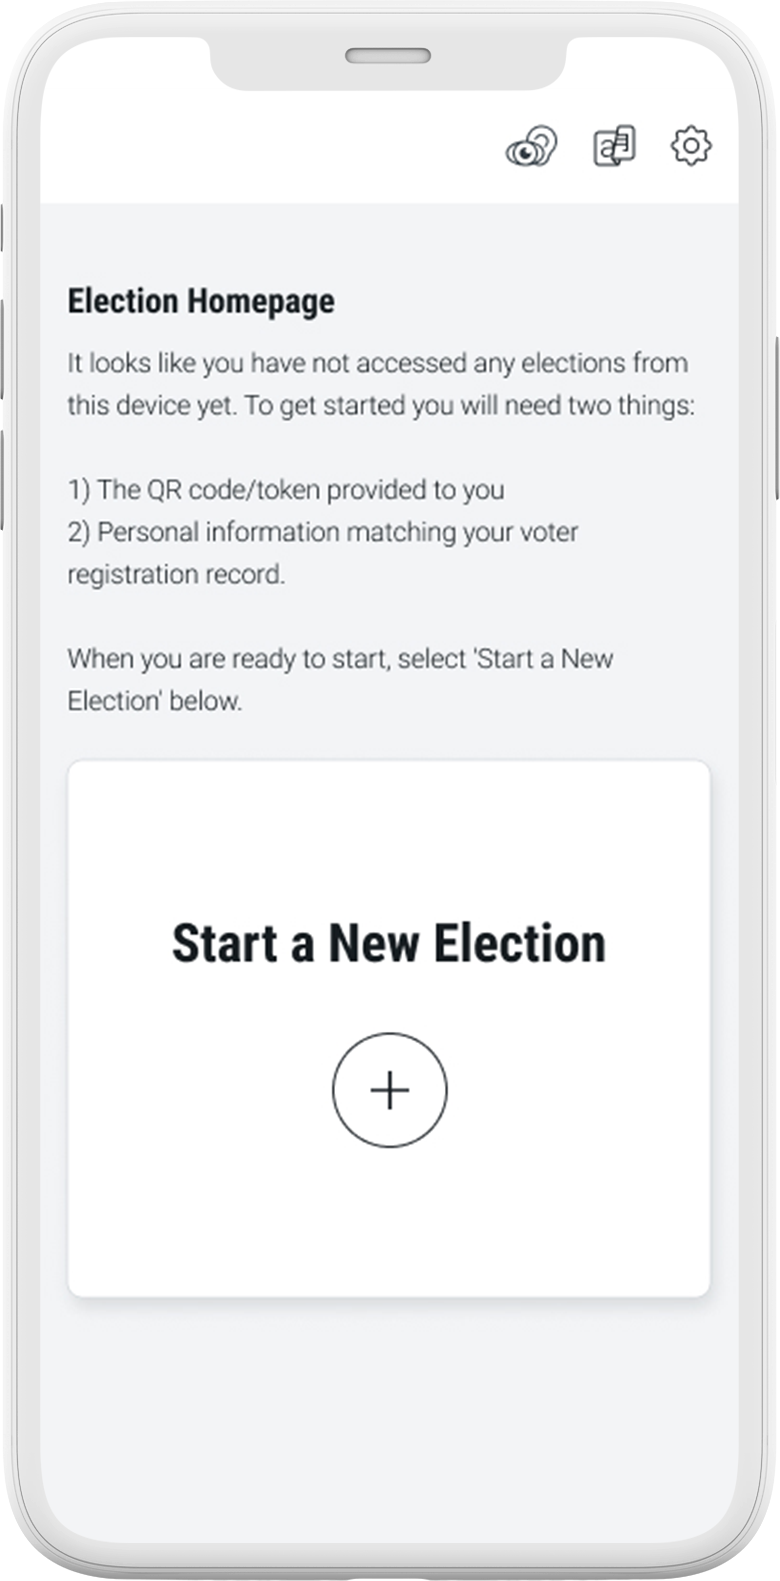 Election Homepage
It looks like you have not accessed any elections from
this device yet. To get started you will need two things:
1) The QR code/token provided to you
2) Personal information matching your voter
registration record.
When you are ready to start, select 'Start a New
Election' below.
Start a New Election